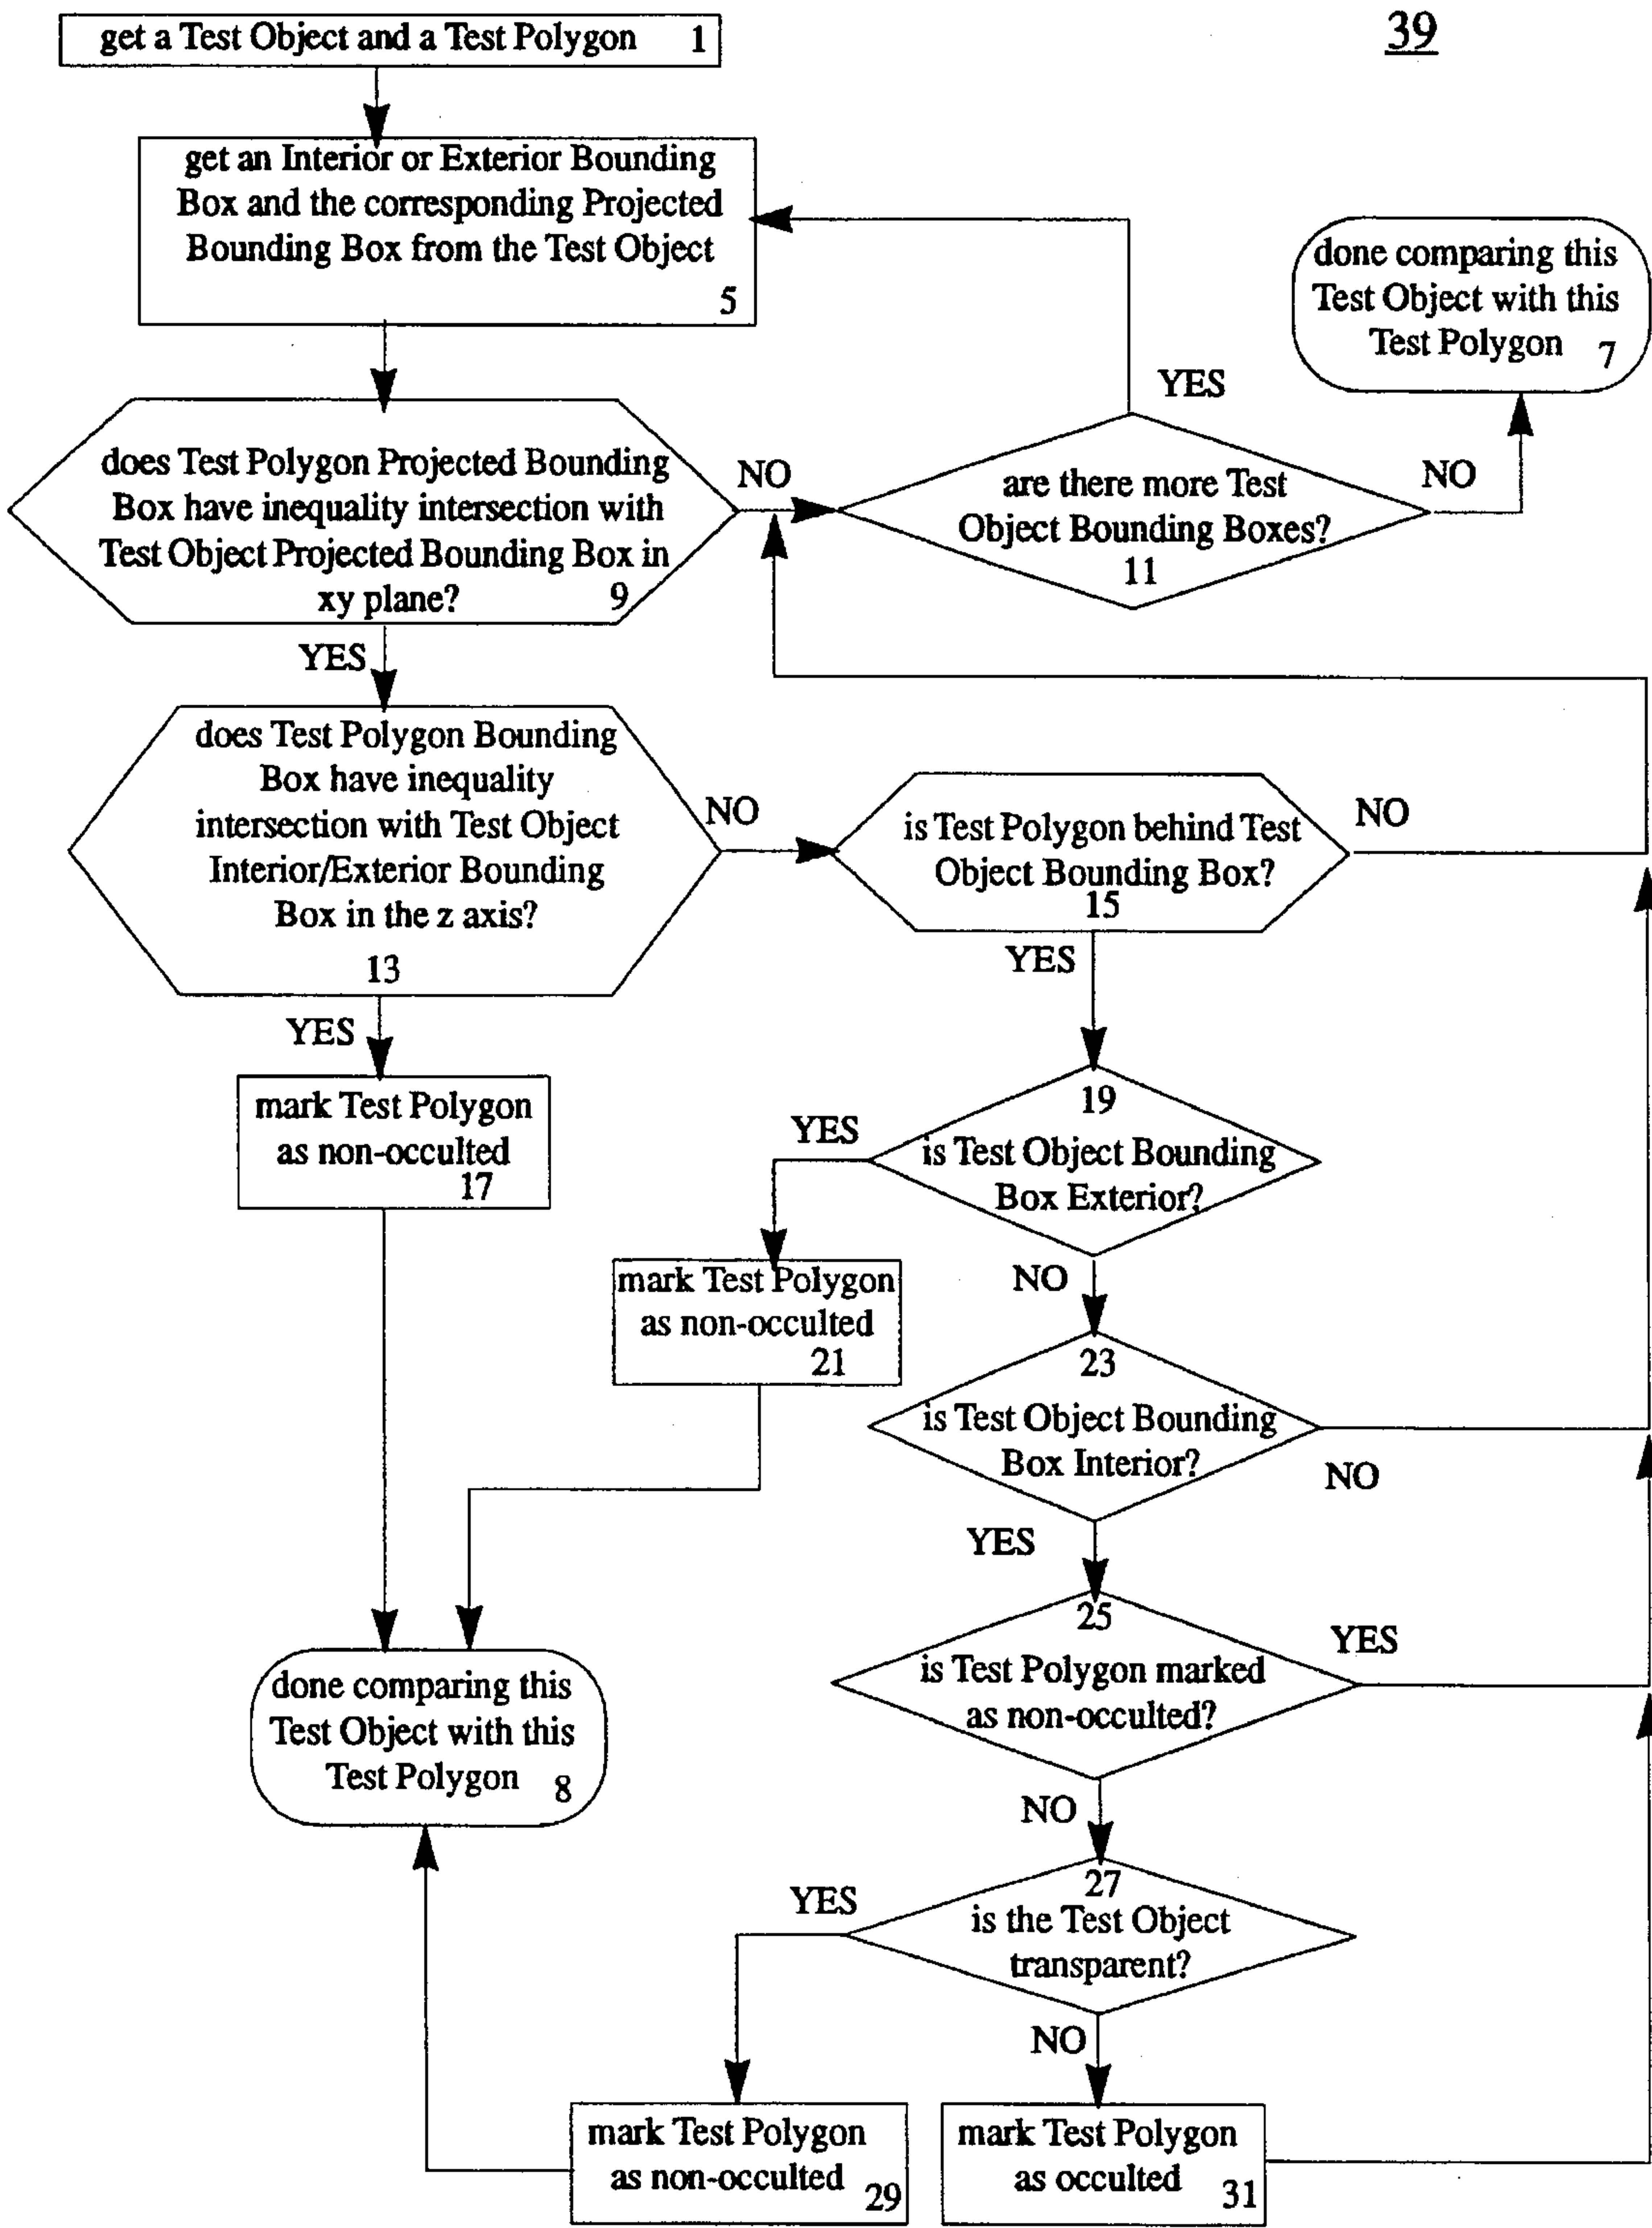 39
get a Test Object and a Test Polygon 1
get an Interior or Exterior Bounding
Box and the corresponding Projected
Bounding Box from the Test Object
5
done comparing this
Test Object with this
Test Polygon 7
YES
does Test Polygon Projected Bounding
Box have inequality intersection with
Test Object Projected Bounding Box in
xy plane? 9
NO
are there more Test
Object Bounding Boxes?
11
NO
YES
does Test Polygon Bounding
Box have inequality
intersection with Test Object
Interior/Exterior Bounding
Box in the z axis?
13
NO
is Test Polygon behind Test
Object Bounding Box?
15
NO
YES
YES
mark Test Polygon
as non-occulted
17
19
is Test Object Bounding
Box Exterior?
YES
NO
mark Test Polygon
as non-occulted
21
23
is Test Object Bounding
Box Interior?
NO
YES
25
is Test Polygon marked
as non-occulted?
YES
NO
done comparing this
Test Object with this
Test Polygon 8
27
is the Test Object
transparent?
YES
NO
mark Test Polygon
as non-occulted 29
mark Test Polygon
as occulted 31